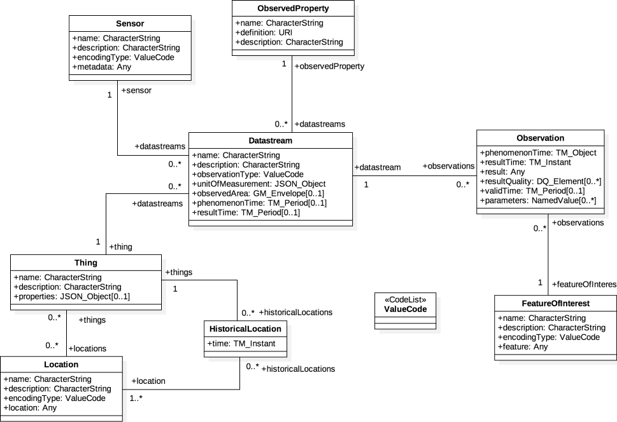 Sensor
+name: CharacterString
+description: CharacterString
+encodingType: ValueCode
+metadata: Any
ObservedProperty
+name: CharacterString
+definition: URI
+description: CharacterString
1
+sensor
1
+observedProperty
+datastreams
0..*
0..*
+datastreams
Datastream
+name: CharacterString
+description: CharacterString
+observationType: ValueCode
+unitOfMeasurement: JSON_Object
+observedArea: GM_Envelope[0..1]
+phenomenonTime: TM_Period[0..1]
+resultTime: TM_Period[0..1]
+datastream
1
+observations
0..*
Observation
+phenomenonTime: TM_Object
+resultTime: TM_Instant
+result: Any
+resultQuality: DQ_Element[0..*]
+validTime: TM_Period[0..1]
+parameters: NamedValue[0..*]
0..*
+datastreams
1
+thing
+observations
0..*
1
+featureOfInteres
Thing
+name: CharacterString
+description: CharacterString
+properties: JSON_Object[0..1]
+things
1
0..*
+historicalLocations
0..*
+things
0..*
+locations
HistoricalLocation
+time: TM_Instant
0..*
+historicalLocations
«CodeList»
ValueCode
FeatureOfInterest
+name: CharacterString
+description: CharacterString
+encodingType: ValueCode
+feature: Any
Location
+name: CharacterString
+description: CharacterString
+encodingType: ValueCode
+location: Any
+location
1..*